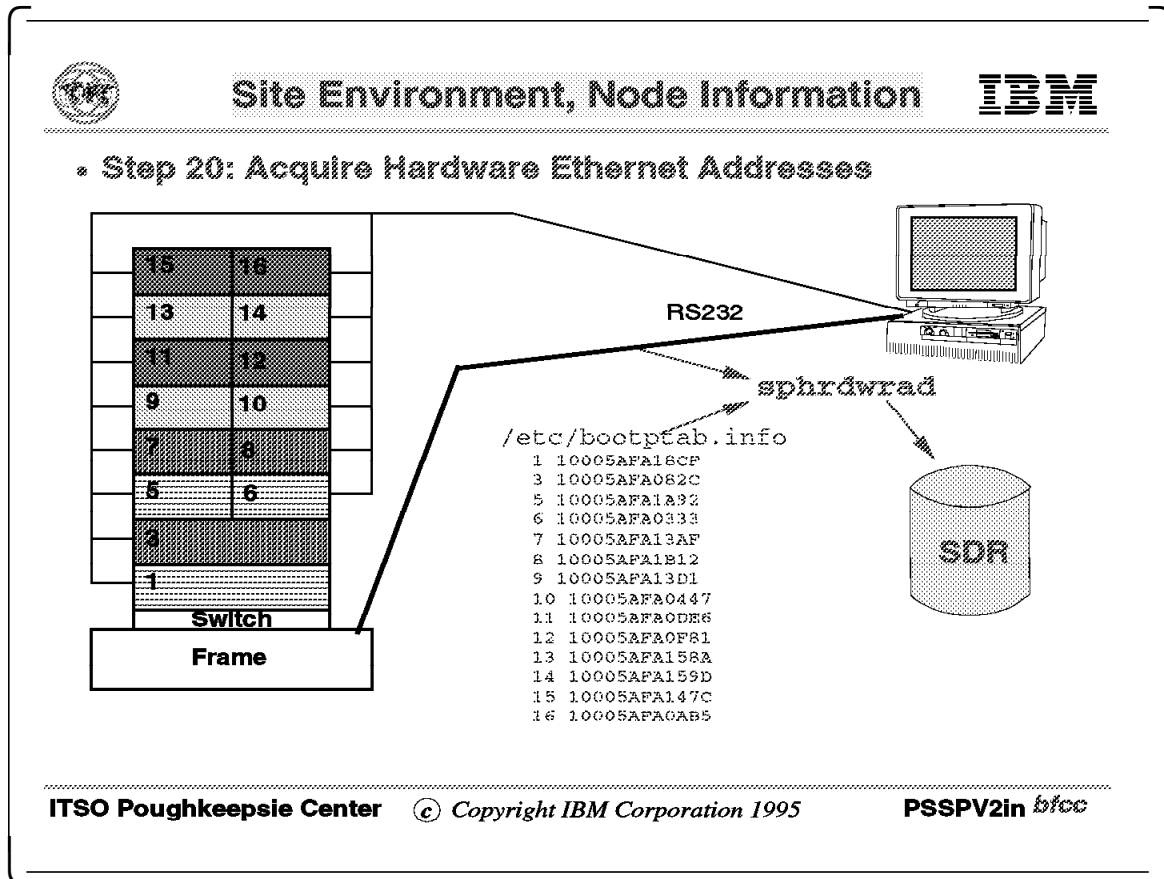 Site Environment, Node Information
IBM
• Step 20: Acquire Hardware Ethernet Addresses
15 16
13 14
11 12
9 10
7 8
5 6
3
1
Switch
Frame
RS232
sphrdwrad
/etc/bootptab.info
1 10005AFA18CF
3 10005AFA082C
5 10005AFA1A92
6 10005AFA0333
7 10005AFA13AF
8 10005AFA1B12
9 10005AFA13D1
10 10005AFA0447
11 10005AFA0DE6
12 10005AFA0F81
13 10005AFA158A
14 10005AFA159D
15 10005AFA147C
16 10005AFA0AB5
SDR
ITSO Poughkeepsie Center © Copyright IBM Corporation 1995 PSSPV2in bfcc